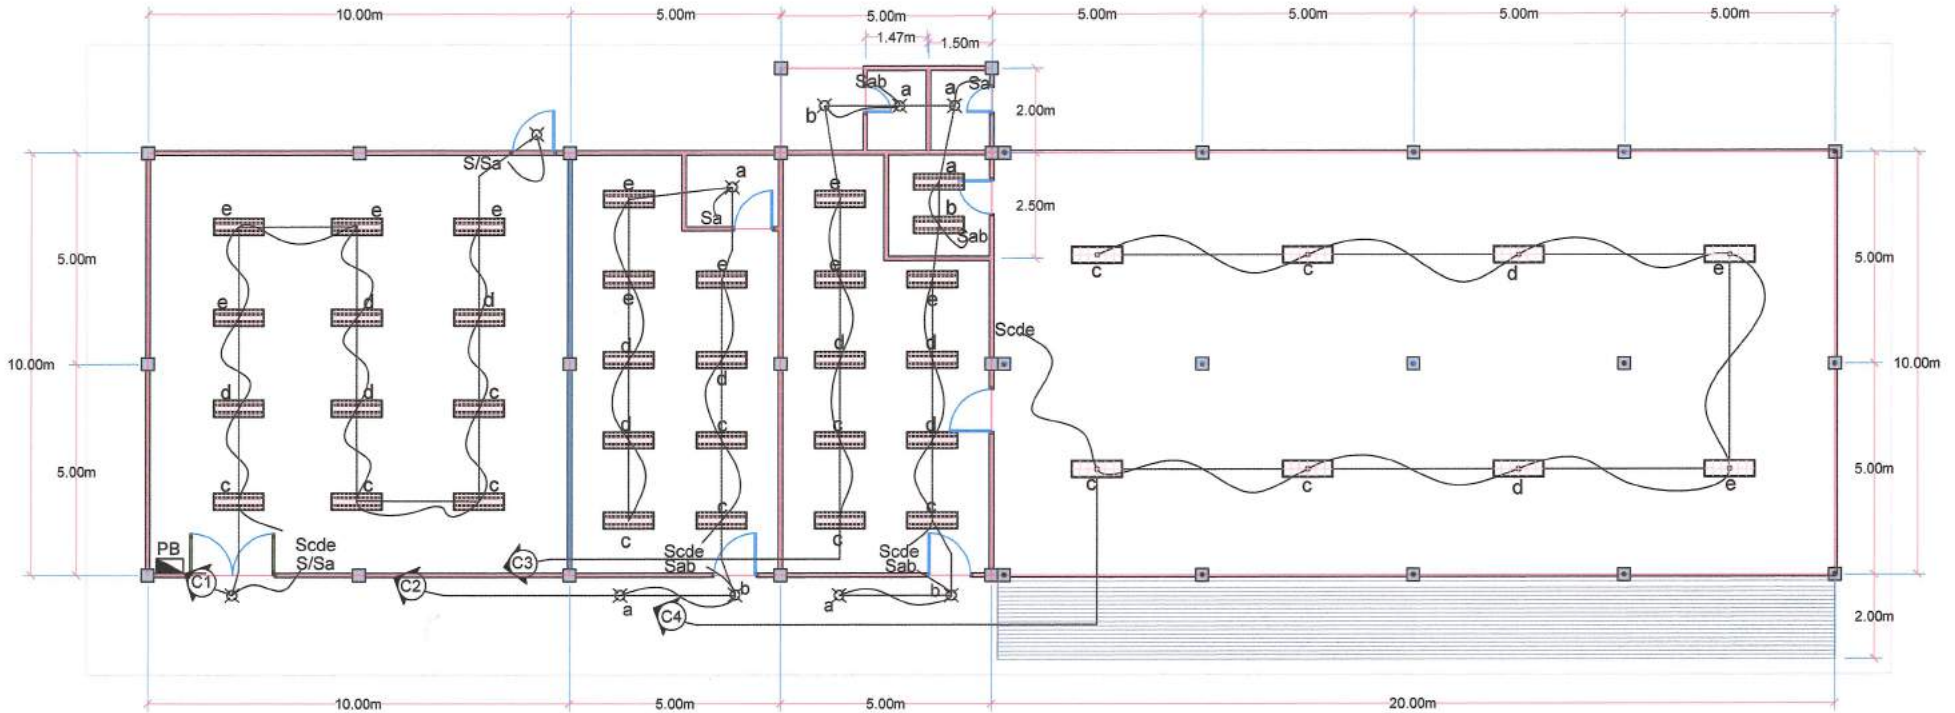 10.00m 5.00m 5.00m 5.00m 5.00m 5.00m 5.00m
1.47m 1.50m
Sab a a Sa
b
2.00m
S/Sa
e a a
e
Sa
b
2.50m
Sab
e e e
5.00m
e e
c c d e
5.00m
e d d
e e
Scde
d d d
10.00m
d
10.00m
d d c
d c c d
5.00m
c c c
c c
c c d e
5.00m
c c
PB
Scde
S/Sa
Scde
Sab
Scde
Sab
C3
C1 C2
a b a b
C4
2.00m
10.00m 5.00m 5.00m 20.00m